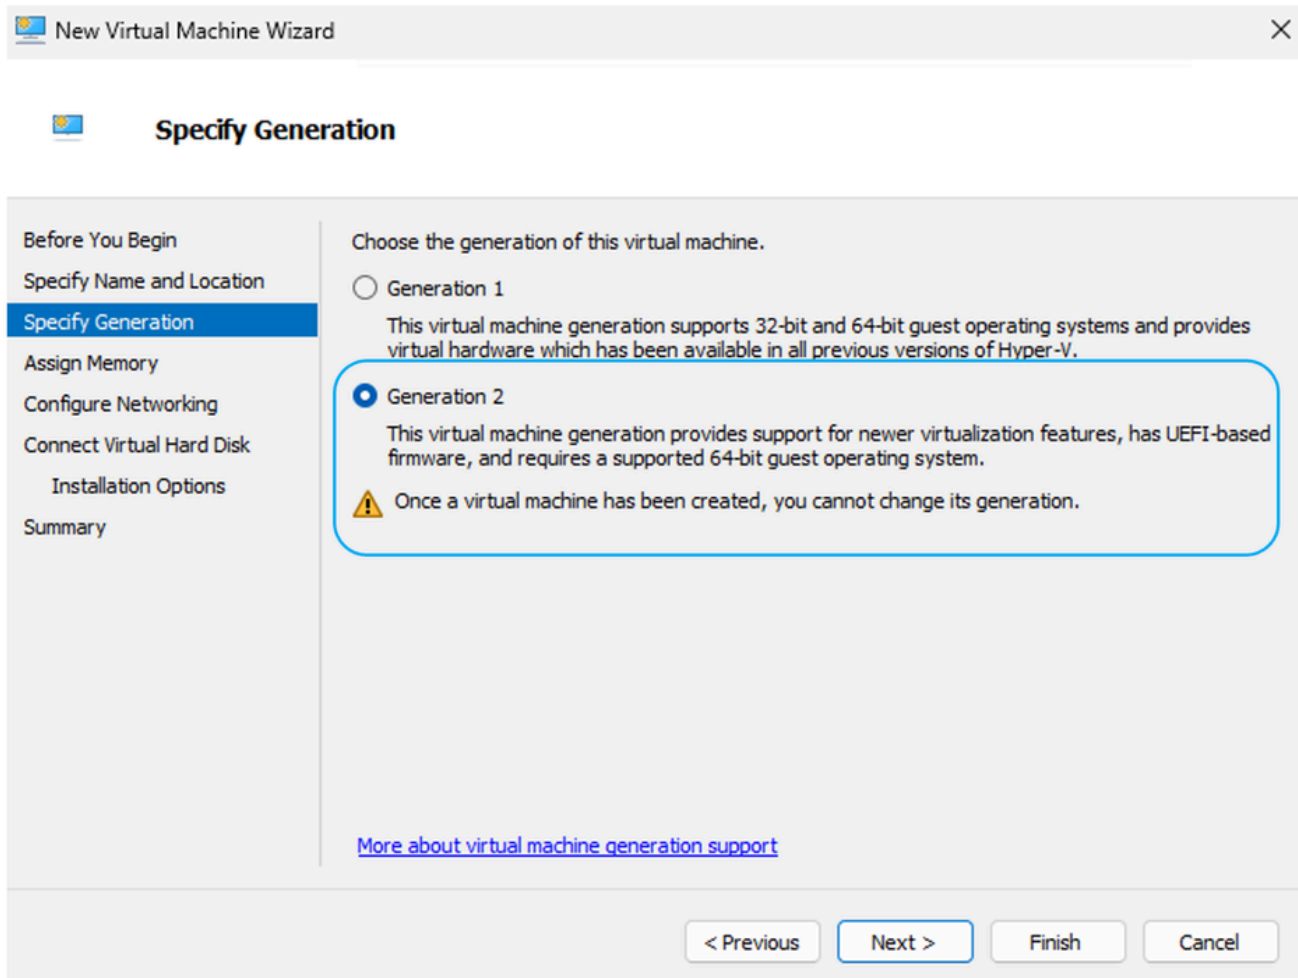 New Virtual Machine Wizard
Specify Generation
Before You Begin
Specify Name and Location
Specify Generation
Assign Memory
Configure Networking
Connect Virtual Hard Disk
Installation Options
Summary
Choose the generation of this virtual machine.
Generation 1
This virtual machine generation supports 32-bit and 64-bit guest operating systems and provides
virtual hardware which has been available in all previous versions of Hyper-V.
Generation 2
This virtual machine generation provides support for newer virtualization features, has UEFI-based
firmware, and requires a supported 64-bit guest operating system.
Once a virtual machine has been created, you cannot change its generation.
More about virtual machine generation support
< Previous
Next >
Finish
Cancel